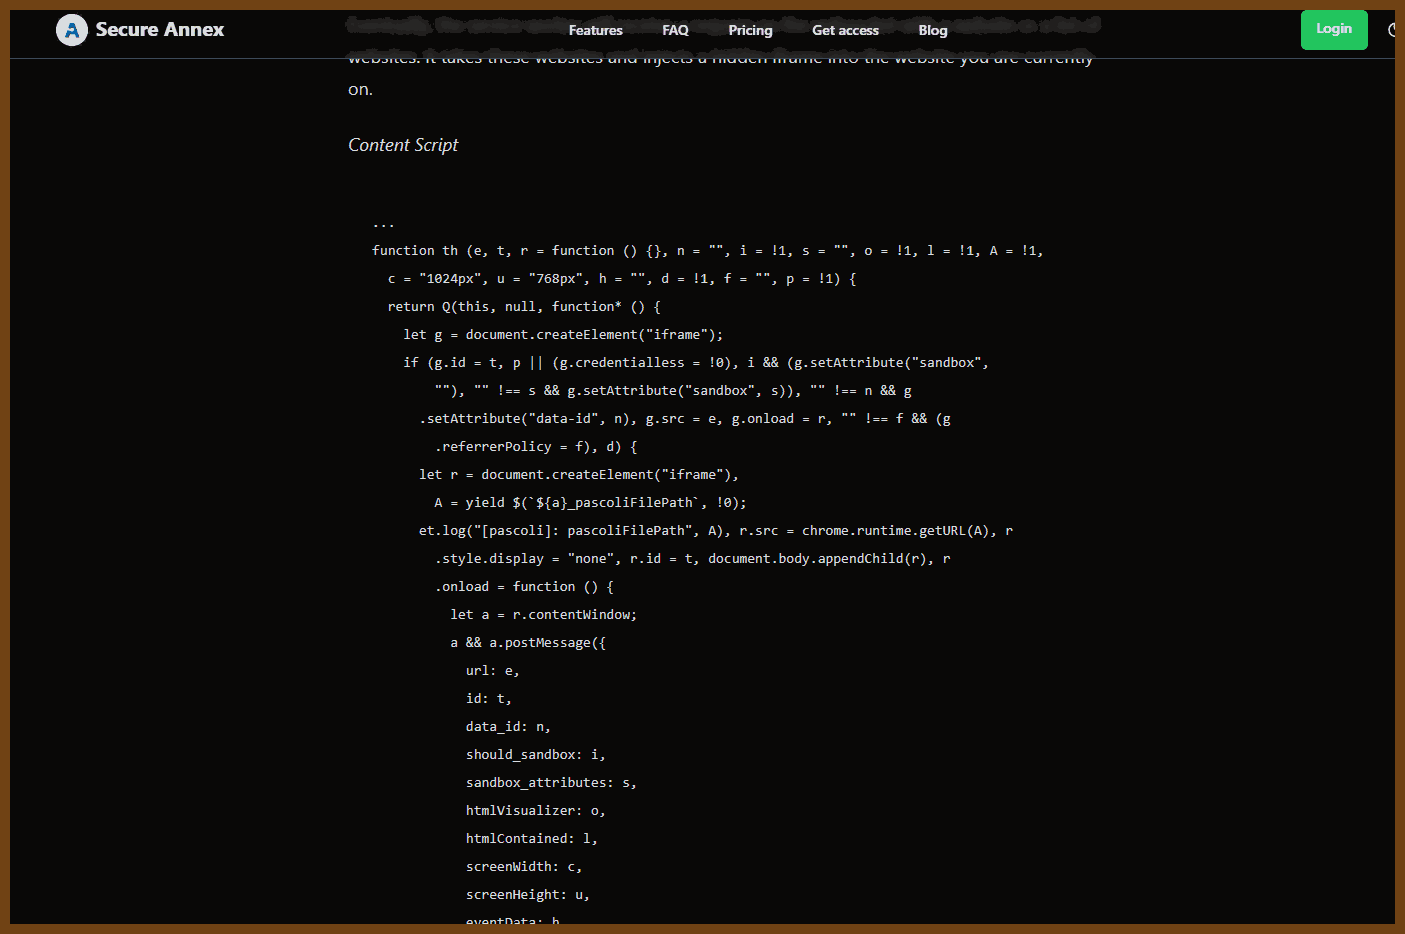 Secure Annex
Features FAQ Pricing Get access Blog
Login
websites. It takes these websites and injects a hidden iframe into the website you are currently
on.
Content Script
...
function th (e, t, r = function () {}, n = "", i = !1, s = "", o = !1, l = !1, A = !1,
c = "1024px", u = "768px", h = "", d = !1, f = "", p = !1) {
return Q(this, null, function* () {
let g = document.createElement("iframe");
if (g.id = t, p || (g.credentialless = !0), i && (g.setAttribute("sandbox",
""), "" !== s && g.setAttribute("sandbox", s)), "" !== n && g
.setAttribute("data-id", n), g.src = e, g.onload = r, "" !== f && (g
.referrerPolicy = f), d) {
let r = document.createElement("iframe"),
A = yield $(`${a}_pascoliFilePath`, !0);
et.log("[pascoli]: pascoliFilePath", A), r.src = chrome.runtime.getURL(A), r
.style.display = "none", r.id = t, document.body.appendChild(r), r
.onload = function () {
let a = r.contentWindow;
a && a.postMessage({
url: e,
id: t,
data_id: n,
should_sandbox: i,
sandbox_attributes: s,
htmlVisualizer: o,
htmlContained: l,
screenWidth: c,
screenHeight: u,
eventData: h